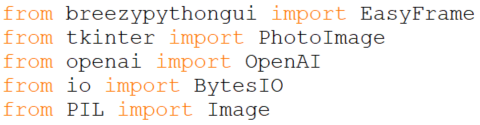 from breezypythongui import EasyFrame
from tkinter import PhotoImage
from openai import OpenAI
from io import BytesIO
from PIL import Image